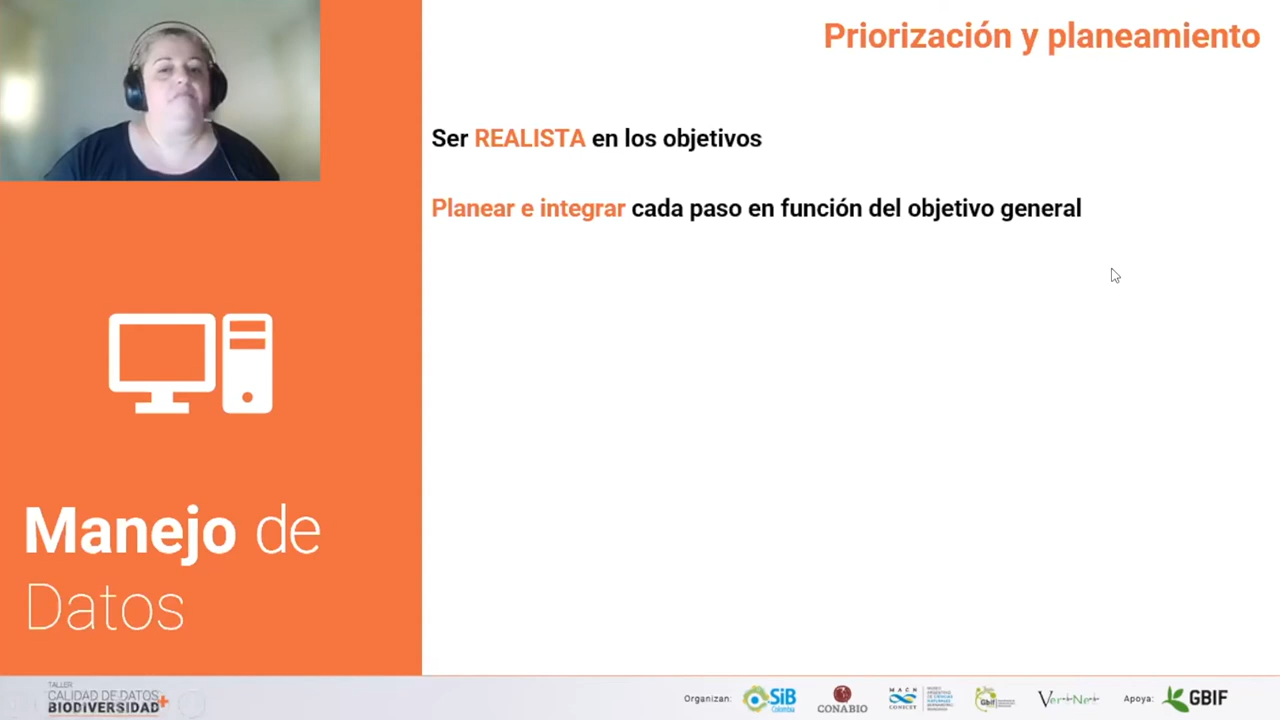 Priorización y planeamiento
Ser REALISTA en los objetivos
Planear e integrar cada paso en función del objetivo general
Manejo de
Datos
TALLER
CALIDAD DE DATOS
BIODIVERSIDAD+
Organizan:
SiB
Colombia
CONABIO
MACN
CONICET
Gbif
VertNet
Apoya:
GBIF